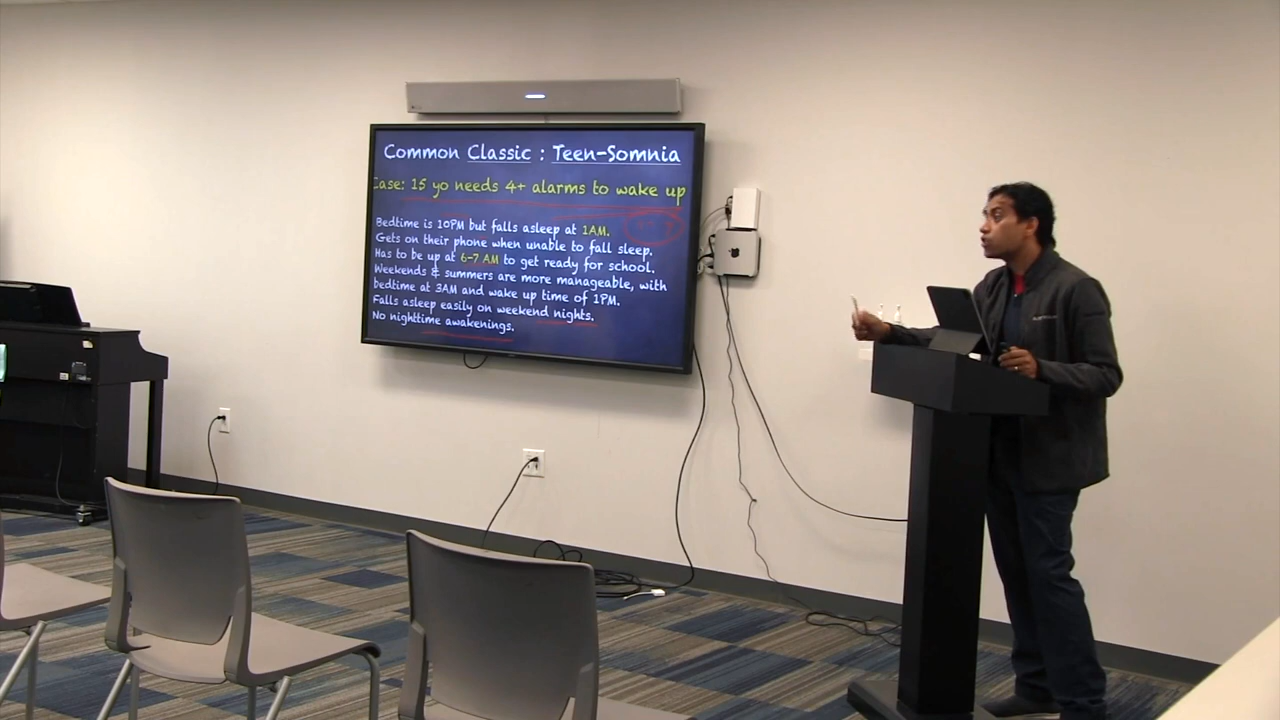 Common Classic : Teen-Somnia
Case: 15 yo needs 4+ alarms to wake up
Bedtime is 10PM but falls asleep at 1AM.
Gets on their phone when unable to fall sleep.
Has to be up at 6-7 AM to get ready for school.
Weekends & summers are more manageable, with
bedtime at 3AM and wake up time of 1PM.
Falls asleep easily on weekend nights.
No nighttime awakenings.